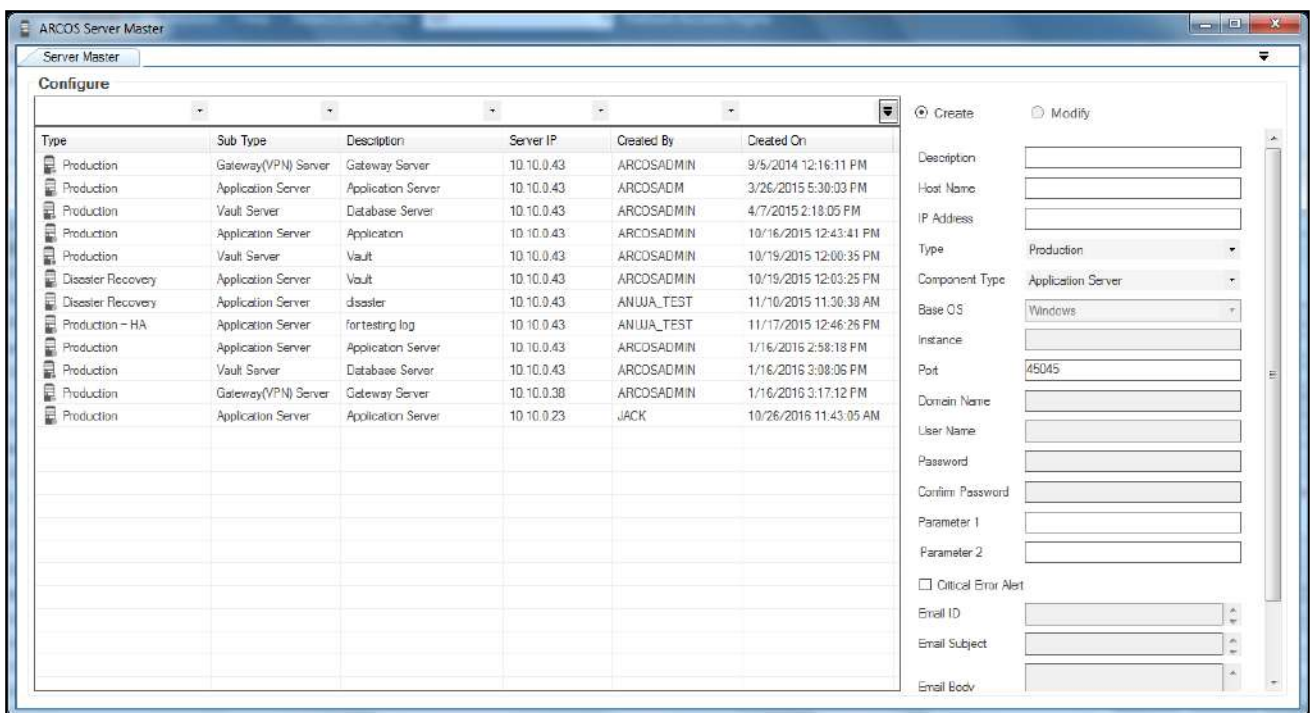 ARCOS Server Master
Server Master
Configure
Type Sub Type Description Server IP Created By Created On
Production Gateway(VPN) Server Gateway Server 10.10.0.43 ARCOSADMIN 9/5/2014 12:16:11 PM
Production Application Server Application Server 10.10.0.43 ARCOSADM 3/26/2015 5:30:03 PM
Production Vault Server Database Server 10.10.0.43 ARCOSADMIN 4/7/2015 2:18:05 PM
Production Application Server Application 10.10.0.43 ARCOSADMIN 10/16/2015 12:43:41 PM
Production Vault Server Vault 10.10.0.43 ARCOSADMIN 10/19/2015 12:00:35 PM
Disaster Recovery Application Server Vault 10.10.0.43 ARCOSADMIN 10/19/2015 12:03:25 PM
Disaster Recovery Application Server disaster 10.10.0.43 ANUJA_TEST 11/10/2015 11:30:38 AM
Production – HA Application Server for testing log 10.10.0.43 ANUJA_TEST 11/17/2015 12:46:26 PM
Production Application Server Application Server 10.10.0.43 ARCOSADMIN 1/16/2016 2:58:18 PM
Production Vault Server Database Server 10.10.0.43 ARCOSADMIN 1/16/2016 3:08:06 PM
Production Gateway(VPN) Server Gateway Server 10.10.0.38 ARCOSADMIN 1/16/2016 3:17:12 PM
Production Application Server Application Server 10.10.0.23 JACK 10/26/2016 11:43:05 AM
Create Modify
Description
Host Name
IP Address
Type Production
Component Type Application Server
Base OS Windows
Instance
Port 45045
Domain Name
User Name
Password
Confirm Password
Parameter 1
Parameter 2
Critical Error Alert
Email ID
Email Subject
Email Body